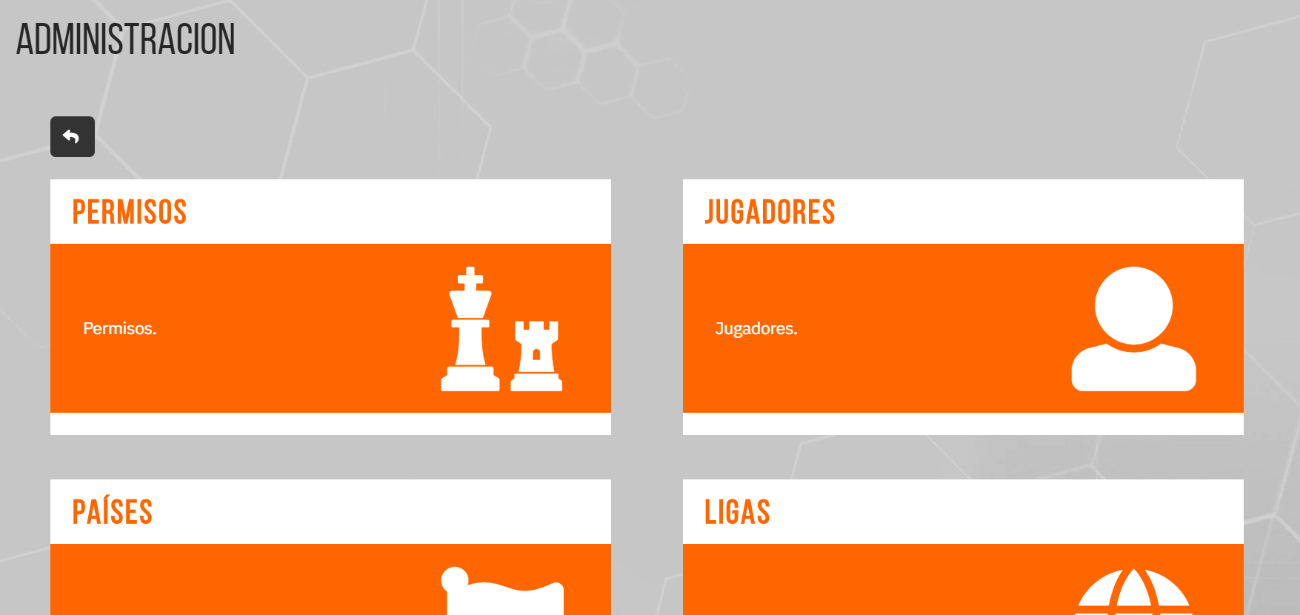 ADMINISTRACION
PERMISOS
Permisos.
JUGADORES
Jugadores.
PAÍSES
LIGAS